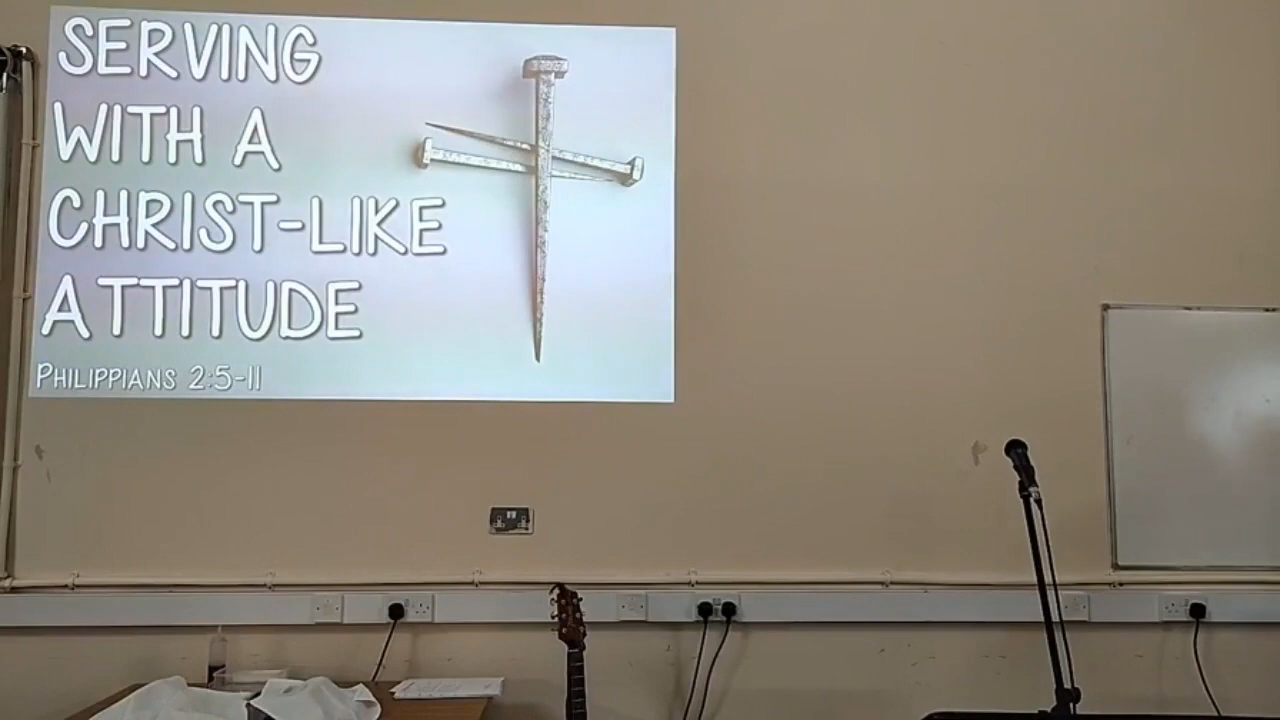 SERVING
WITH A
CHRIST-LIKE
ATTITUDE
PHILIPPIANS 2:5-11